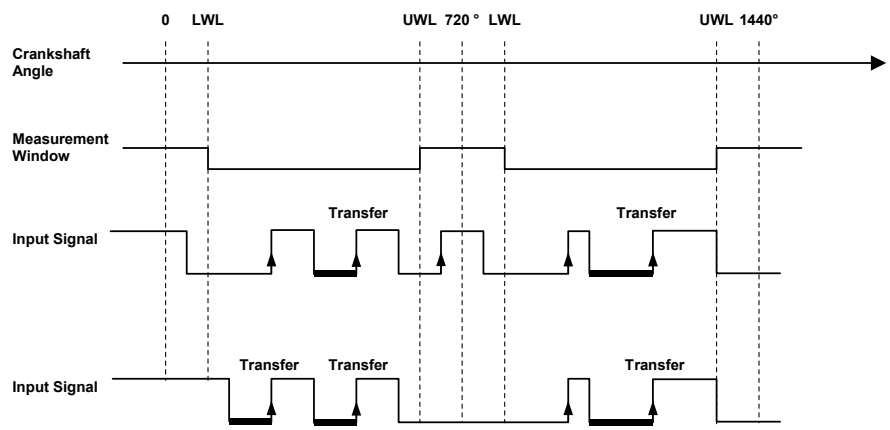 0 LWL UWL 720 ° LWL UWL 1440°
Crankshaft
Angle
Measurement
Window
Transfer Transfer
Input Signal
Transfer Transfer Transfer
Input Signal